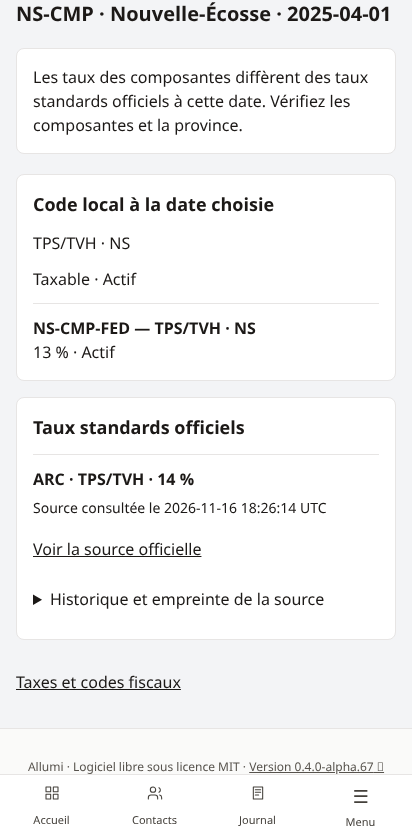 NS-CMP · Nouvelle-Écosse · 2025-04-01
Les taux des composantes diffèrent des taux
standards officiels à cette date. Vérifiez les
composantes et la province.
Code local à la date choisie
TPS/TVH · NS
Taxable · Actif
NS-CMP-FED — TPS/TVH · NS
13 % · Actif
Taux standards officiels
ARC · TPS/TVH · 14 %
Source consultée le 2026-11-16 18:26:14 UTC
Voir la source officielle
Historique et empreinte de la source
Taxes et codes fiscaux
Allumi · Logiciel libre sous licence MIT · Version 0.4.0-alpha.67
Accueil
Contacts
Journal
Menu